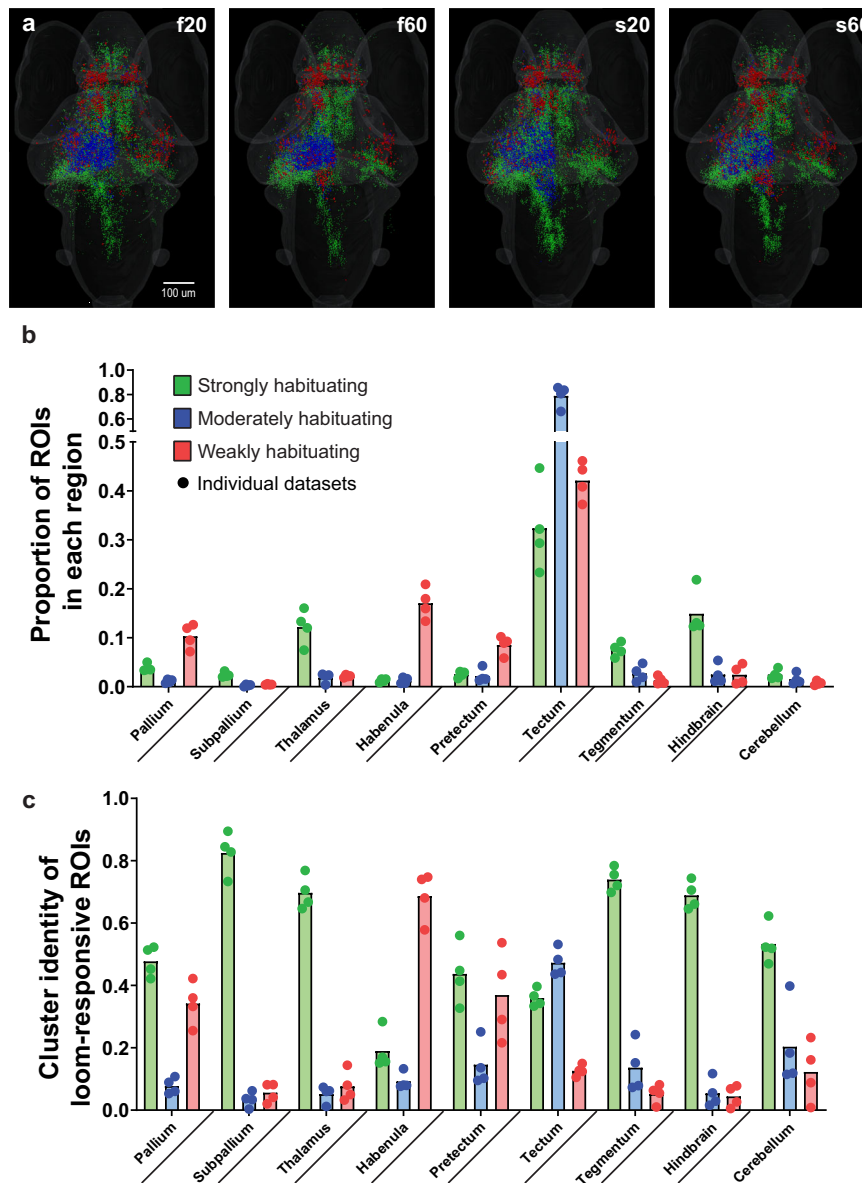 a
f20
f60
s20
s60
100 µm
b
Proportion of ROIs
in each region
1.0
0.8
0.6
0.5
0.4
0.3
0.2
0.1
0.0
Strongly habituating
Moderately habituating
Weakly habituating
Individual datasets
Pallium
Subpallium
Thalamus
Habenula
Pretectum
Tectum
Tegmentum
Hindbrain
Cerebellum
c
Cluster identity of
loom-responsive ROIs
1.0
0.8
0.6
0.4
0.2
0.0
Pallium
Subpallium
Thalamus
Habenula
Pretectum
Tectum
Tegmentum
Hindbrain
Cerebellum